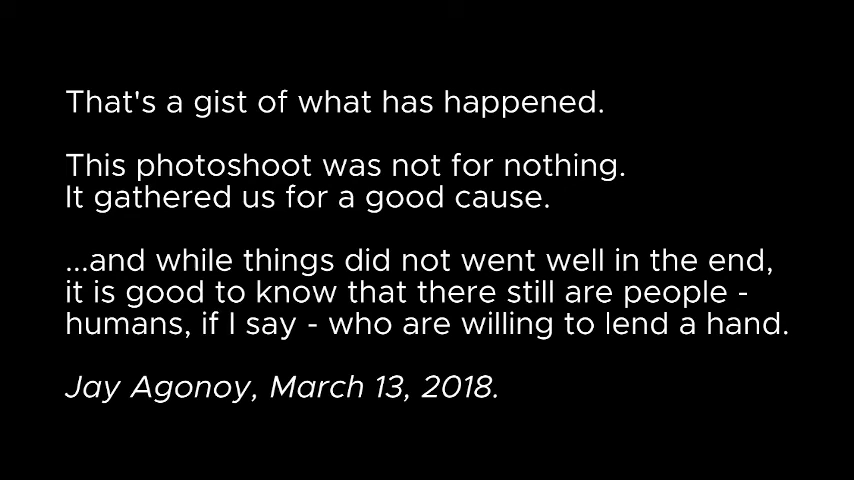 That's a gist of what has happened.
This photoshoot was not for nothing.
It gathered us for a good cause.
...and while things did not went well in the end,
it is good to know that there still are people -
humans, if I say - who are willing to lend a hand.
Jay Agonoy, March 13, 2018.